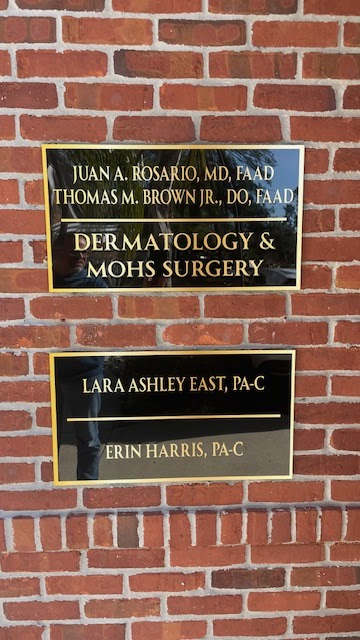 JUAN A. ROSARIO, MD, FAAD
THOMAS M. BROWN JR., DO, FAAD
DERMATOLOGY &
MOHS SURGERY
LARA ASHLEY EAST, PA-C
ERIN HARRIS, PA-C